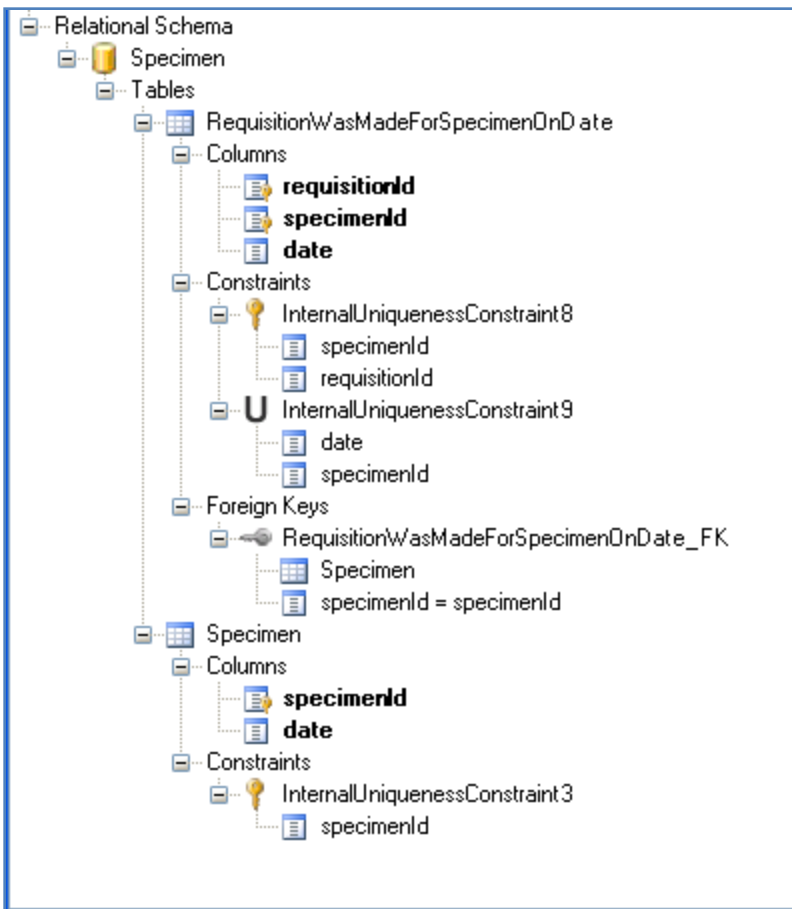 Relational Schema
Specimen
Tables
RequisitionWasMadeForSpecimenOnDate
Columns
requisitionId
specimenId
date
Constraints
InternalUniquenessConstraint8
specimenId
requisitionId
U InternalUniquenessConstraint9
date
specimenId
Foreign Keys
RequisitionWasMadeForSpecimenOnDate_FK
Specimen
specimenId = specimenId
Specimen
Columns
specimenId
date
Constraints
InternalUniquenessConstraint3
specimenId